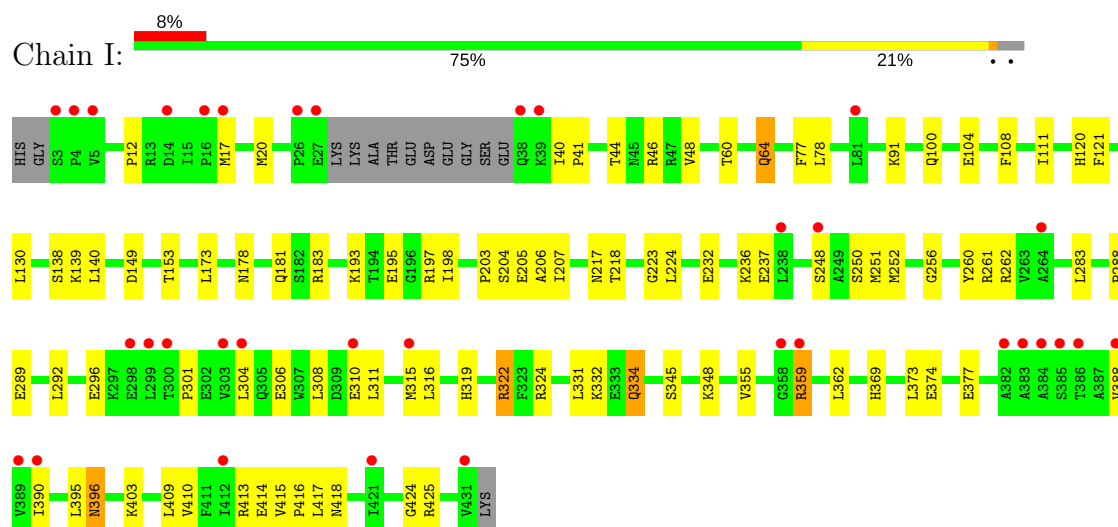 8%
Chain I:
75% 21% • •
HIS GLY S3 P4 V5 P12 R13 D14 I15 P16 M17 M20 P26 E27 LYS LYS ALA THR GLU ASP GLU GLY SER GLU Q38 K39 I40 P41 T44 N45 R46 R47 V48 T60 Q64 F77 L78 L81 K91 Q100 E104 F108 I111 H120 F121
L130 S138 K139 L140 D149 T153 L173 N178 Q181 S182 R183 K193 T194 E195 G196 R197 I198 P203 S204 E205 A206 I207 N217 T218 G223 L224 E232 K236 E237 L238 S248 A249 S250 M251 M252 G256 Y260 R261 R262 V263 A264 L283
E289 L292 E296 K297 E298 L299 T300 P301 E302 V303 L304 Q305 E306 W307 L308 D309 E310 L311 M315 L316 H319 R322 F323 R324 L331 K332 E333 Q334 S345 K348 V355 G358 R359 L362 H369 L373 E374 E377 A382 A383 A384 S385 T386 A387 V388
V389 I390 L395 N396 K403 L409 V410 F411 I412 R413 E414 V415 P416 L417 N418 I421 G424 R425 V431 LYS